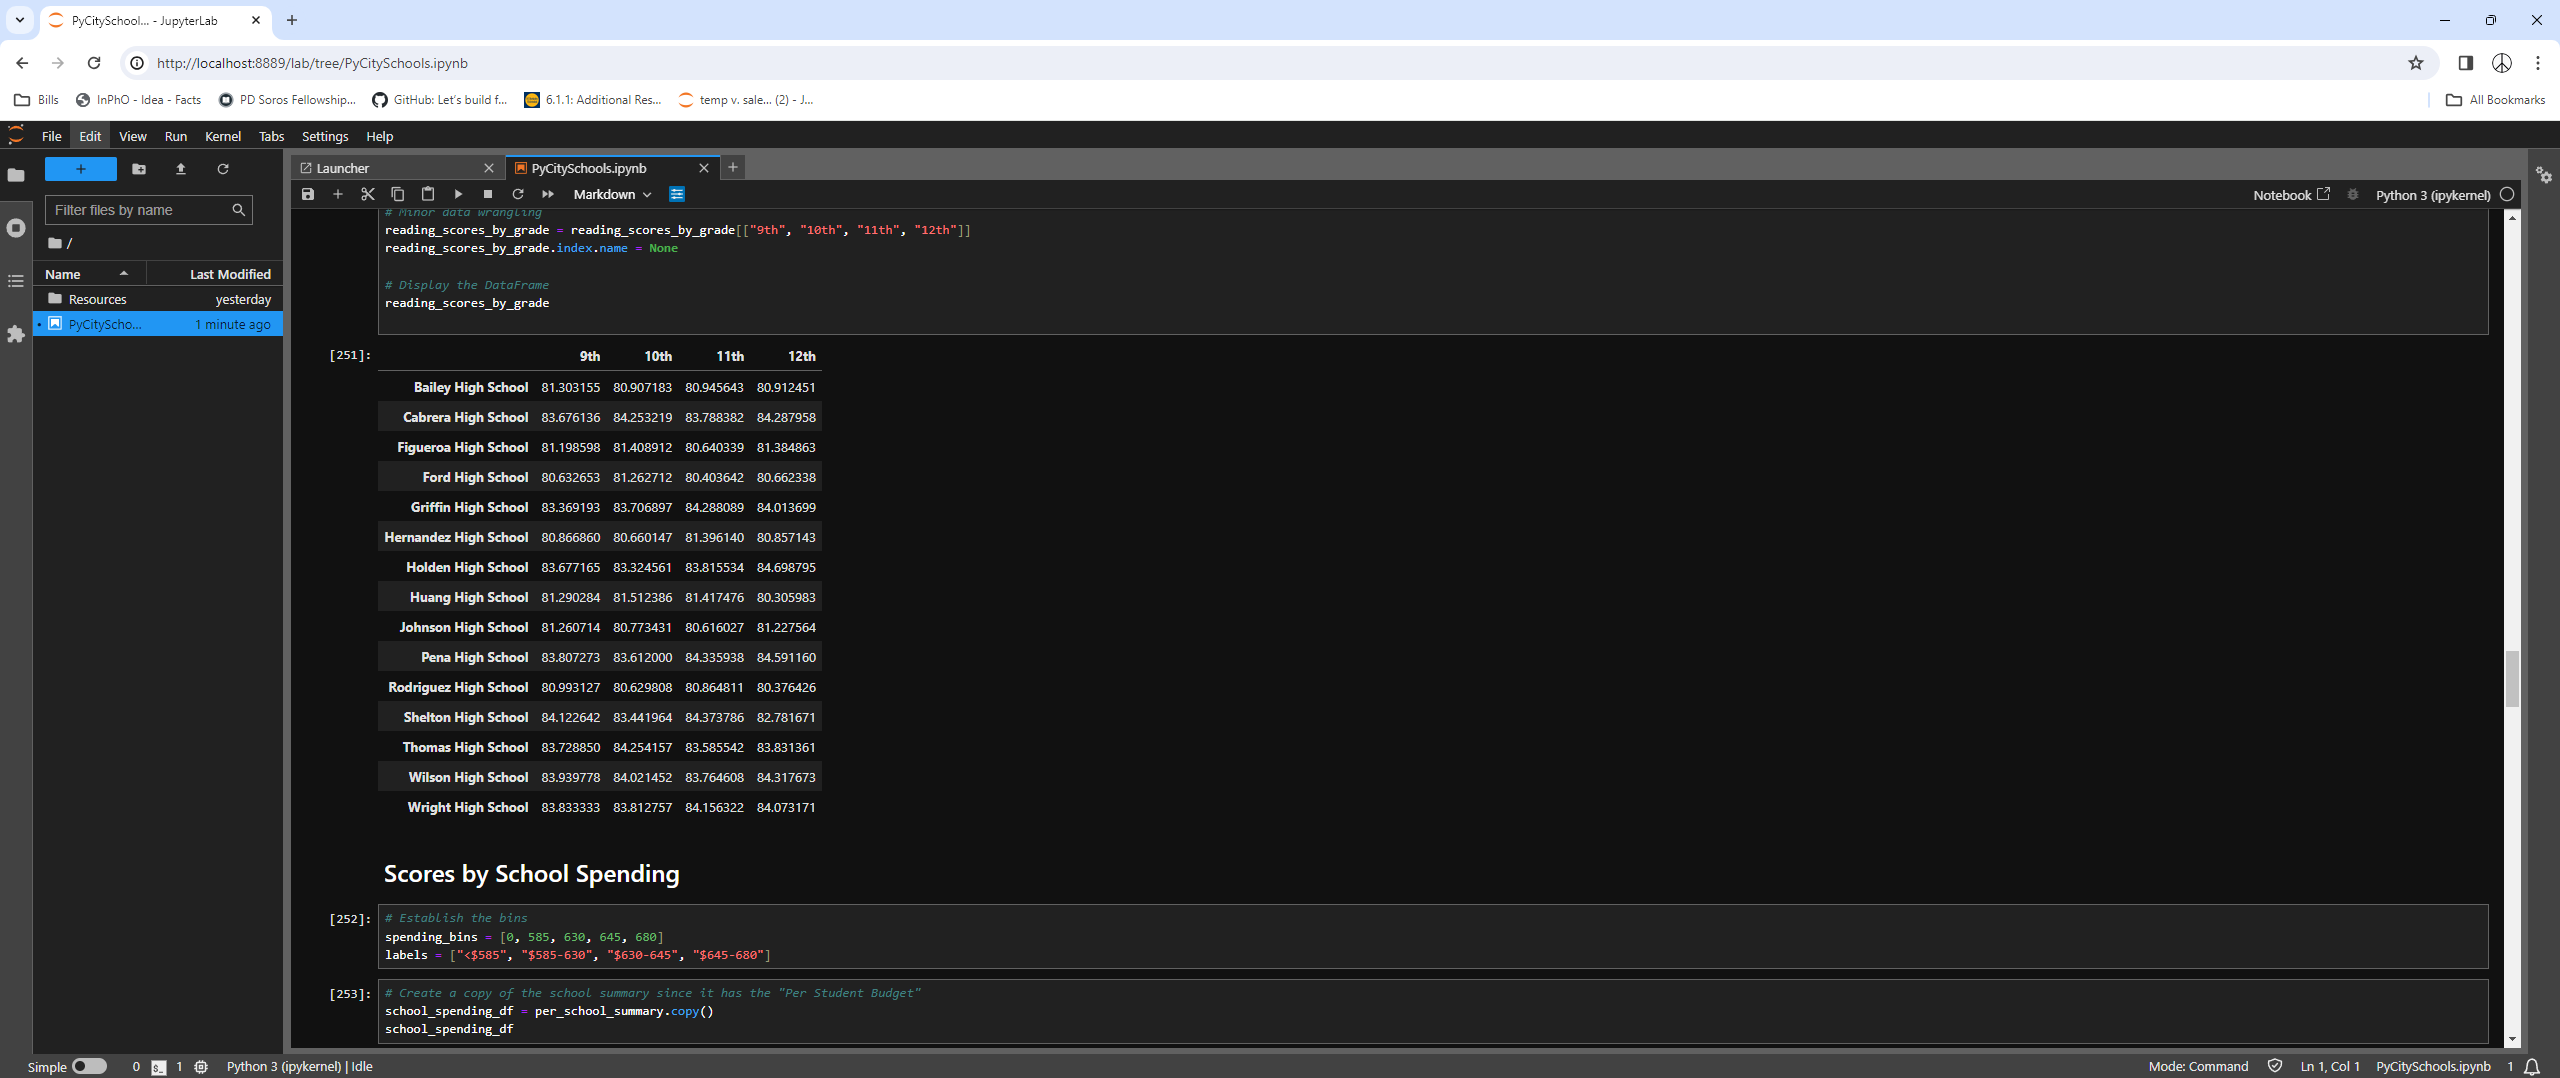 PyCitySchool... - JupyterLab
http://localhost:8889/lab/tree/PyCitySchools.ipynb
Bills InPhO - Idea - Facts PD Soros Fellowship... GitHub: Let's build f... 6.1.1: Additional Res... temp v. sale... (2) - J... All Bookmarks
File Edit View Run Kernel Tabs Settings Help
Launcher PyCitySchools.ipynb
Markdown Notebook Python 3 (ipykernel)
Filter files by name
/
Name Last Modified
Resources yesterday
PyCityScho... 1 minute ago
# Minor data wrangling
reading_scores_by_grade = reading_scores_by_grade[["9th", "10th", "11th", "12th"]]
reading_scores_by_grade.index.name = None
# Display the DataFrame
reading_scores_by_grade
[251]: 9th 10th 11th 12th
Bailey High School 81.303155 80.907183 80.945643 80.912451
Cabrera High School 83.676136 84.253219 83.788382 84.287958
Figueroa High School 81.198598 81.408912 80.640339 81.384863
Ford High School 80.632653 81.262712 80.403642 80.662338
Griffin High School 83.369193 83.706897 84.288089 84.013699
Hernandez High School 80.866860 80.660147 81.396140 80.857143
Holden High School 83.677165 83.324561 83.815534 84.698795
Huang High School 81.290284 81.512386 81.417476 80.305983
Johnson High School 81.260714 80.773431 80.616027 81.227564
Pena High School 83.807273 83.612000 84.335938 84.591160
Rodriguez High School 80.993127 80.629808 80.864811 80.376426
Shelton High School 84.122642 83.441964 84.373786 82.781671
Thomas High School 83.728850 84.254157 83.585542 83.831361
Wilson High School 83.939778 84.021452 83.764608 84.317673
Wright High School 83.833333 83.812757 84.156322 84.073171
Scores by School Spending
[252]: # Establish the bins
spending_bins = [0, 585, 630, 645, 680]
labels = ["<$585", "$585-630", "$630-645", "$645-680"]
[253]: # Create a copy of the school summary since it has the "Per Student Budget"
school_spending_df = per_school_summary.copy()
school_spending_df
Simple 0 $_ 1 Python 3 (ipykernel) | Idle Mode: Command Ln 1, Col 1 PyCitySchools.ipynb 1